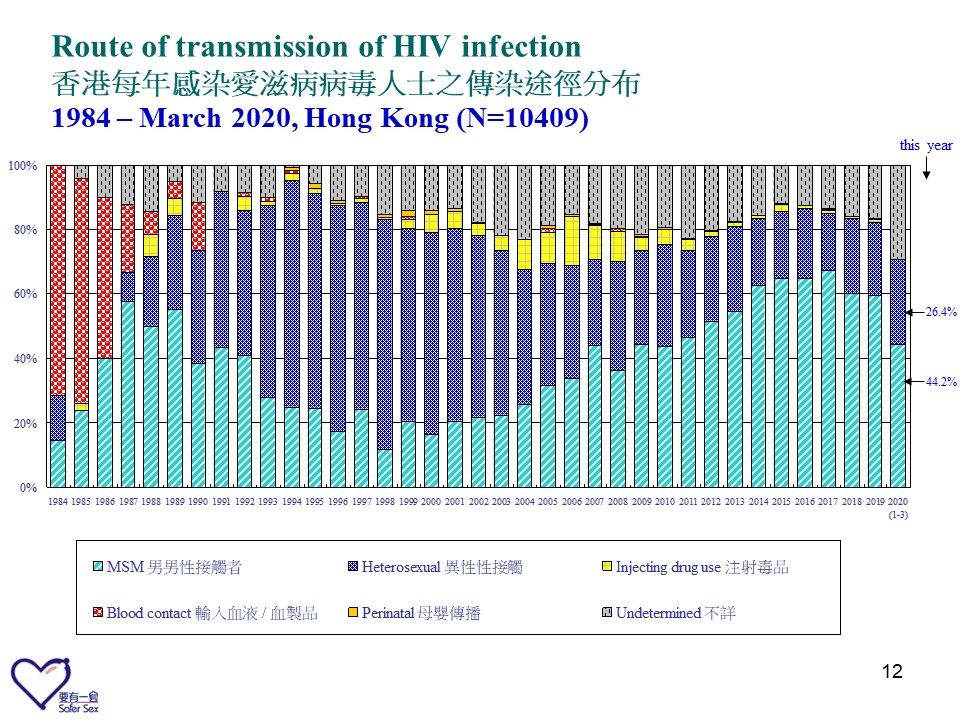 Route of transmission of HIV infection
香港每年感染愛滋病病毒人士之傳染途徑分布
1984 – March 2020, Hong Kong (N=10409)
this year
100%
80%
60%
40%
20%
0%
26.4%
44.2%
1984 1985 1986 1987 1988 1989 1990 1991 1992 1993 1994 1995 1996 1997 1998 1999 2000 2001 2002 2003 2004 2005 2006 2007 2008 2009 2010 2011 2012 2013 2014 2015 2016 2017 2018 2019 2020
(1-3)
MSM 男男性接觸者 Heterosexual 異性性接觸 Injecting drug use 注射毒品
Blood contact 輸入血液 / 血製品 Perinatal 母嬰傳播 Undetermined 不詳
要有一套
Safer Sex
12